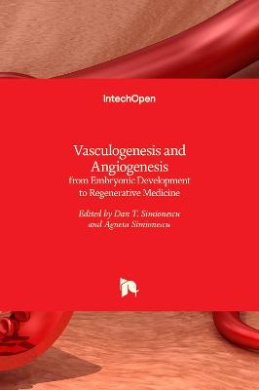 IntechOpen
Vasculogenesis and
Angiogenesis
from Embryonic Development
to Regenerative Medicine
Edited by Dan T. Simionescu
and Agneta Simionescu